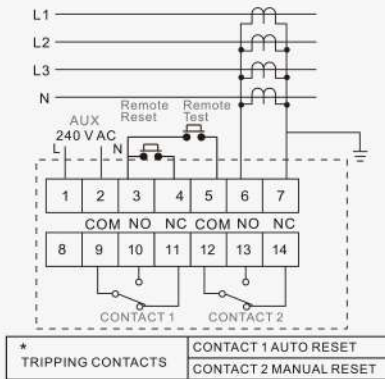 L1
L2
L3
N
Remote Remote
Reset Test
AUX
240 V AC
L N
1 2 3 4 5 6 7
COM NO NC COM NO NC
8 9 10 11 12 13 14
CONTACT 1 CONTACT 2
*
TRIPPING CONTACTS
CONTACT 1 AUTO RESET
CONTACT 2 MANUAL RESET